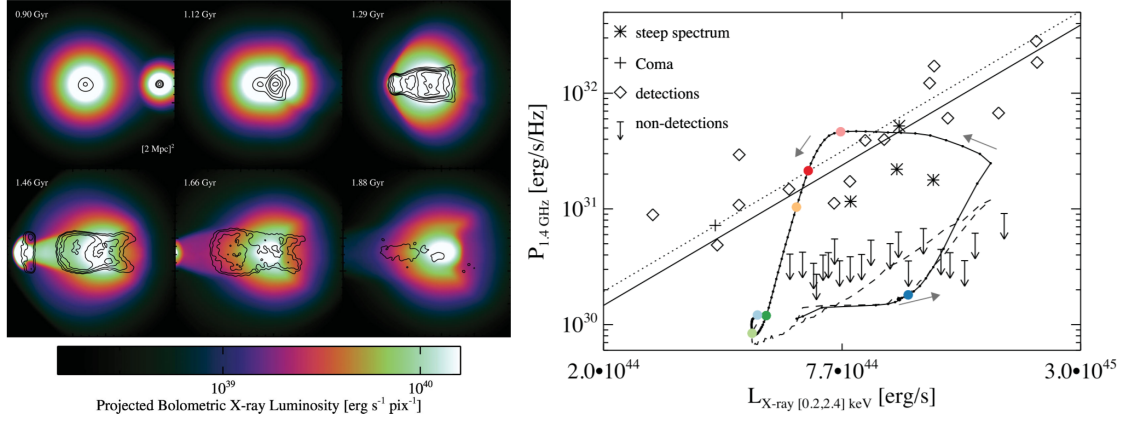 0.90 Gyr
1.12 Gyr
1.29 Gyr
[2 Mpc]²
1.46 Gyr
1.66 Gyr
1.88 Gyr
10³⁹
10⁴⁰
Projected Bolometric X-ray Luminosity [erg s⁻¹ pix⁻¹]
steep spectrum
Coma
detections
non-detections
10³²
10³¹
10³⁰
P₁.₄ GHz [erg/s/Hz]
2.0•10⁴⁴
7.7•10⁴⁴
3.0•10⁴⁵
L X-ray [0.2,2.4] keV [erg/s]